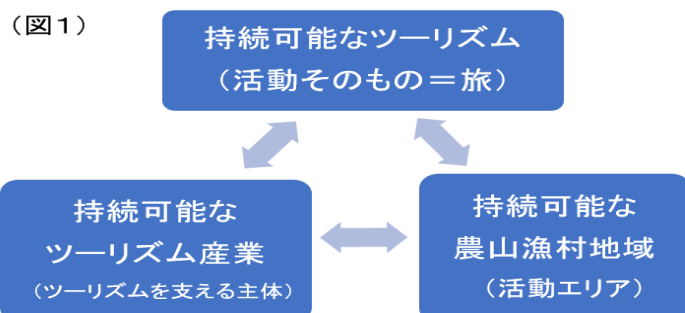 （図１）
持続可能なツーリズム
（活動そのもの＝旅）
持続可能な
ツーリズム産業
（ツーリズムを支える主体）
持続可能な
農山漁村地域
（活動エリア）